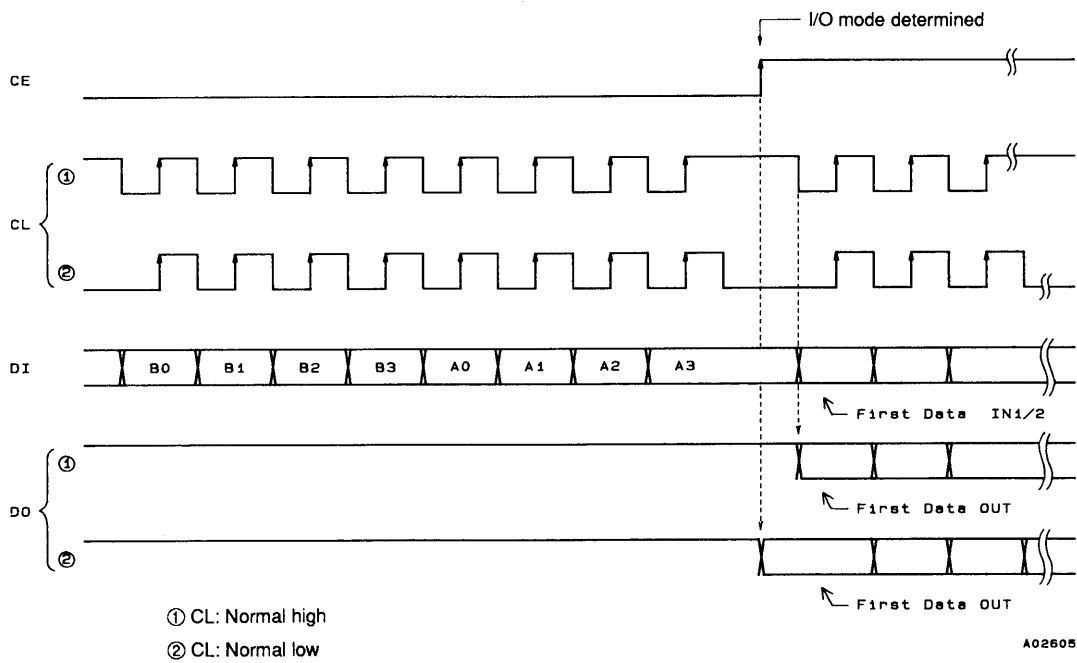 I/O mode determined
CE
CL
①
②
DI
B0 B1 B2 B3 A0 A1 A2 A3
First Data IN1/2
DO
①
First Data OUT
②
First Data OUT
① CL: Normal high
② CL: Normal low
A02605